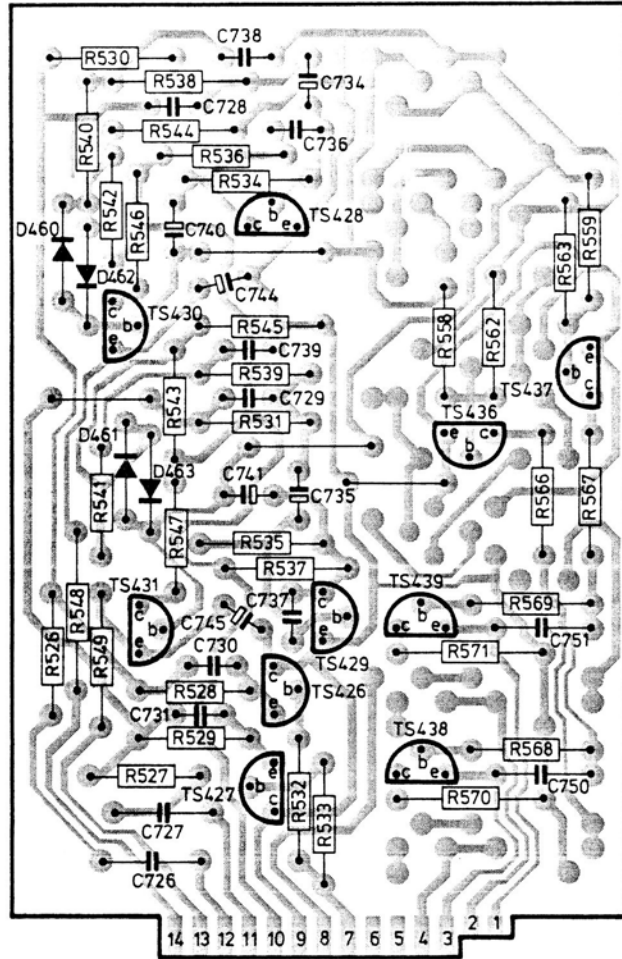 C738
R530
R538
C734
C728
R540
R544
C736
R536
R534
R542
R546
D460
C740
TS428
R563
R559
D462
C744
TS430
R545
R558
R562
C739
TS437
R543
R539
C729
TS436
R531
D461
D463
R541
C741
C735
R566
R567
R547
R535
R537
TS431
C737
TS439
R569
R548
C745
C751
R526
R549
C730
TS429
R571
R528
TS426
C731
R529
TS438
R568
R527
TS427
R532
R533
C750
R570
C727
C726
b
c e
c
b
e
e
b
c
e c
b
c
b
e
c
b
e
b
c e
c
b
e
b
c e
e
b
c
14 13 12 11 10 9 8 7 6 5 4 3 2 1